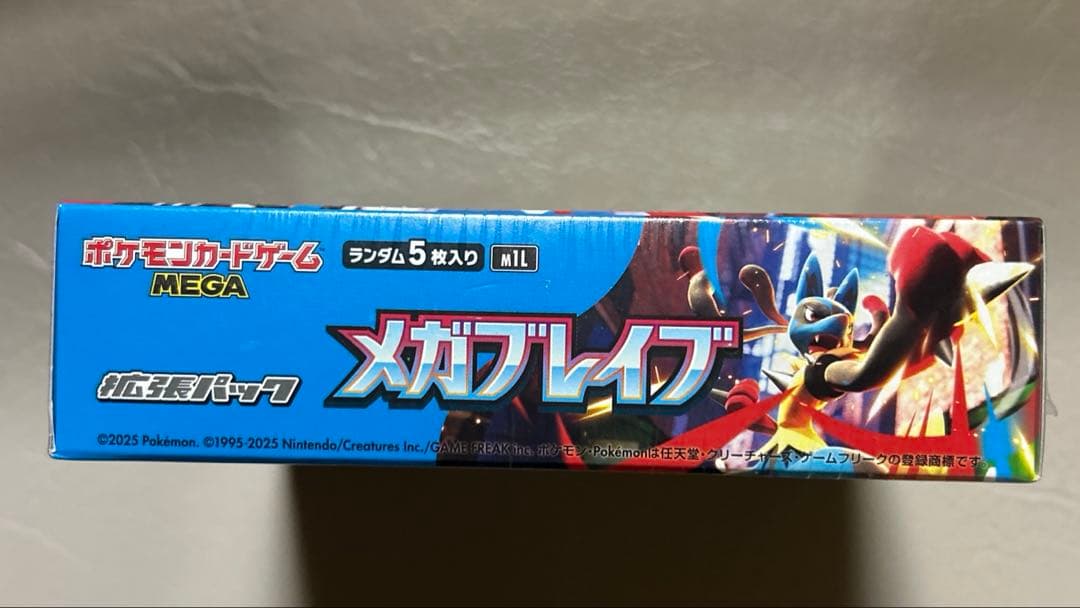 ポケモンカードゲーム
MEGA
ランダム5枚入り
M1L
メガブレイブ
拡張パック
©2025 Pokémon. ©1995-2025 Nintendo/Creatures Inc./GAME FREAK inc. ポケモン・Pokémonは任天堂・クリーチャーズ・ゲームフリークの登録商標です。